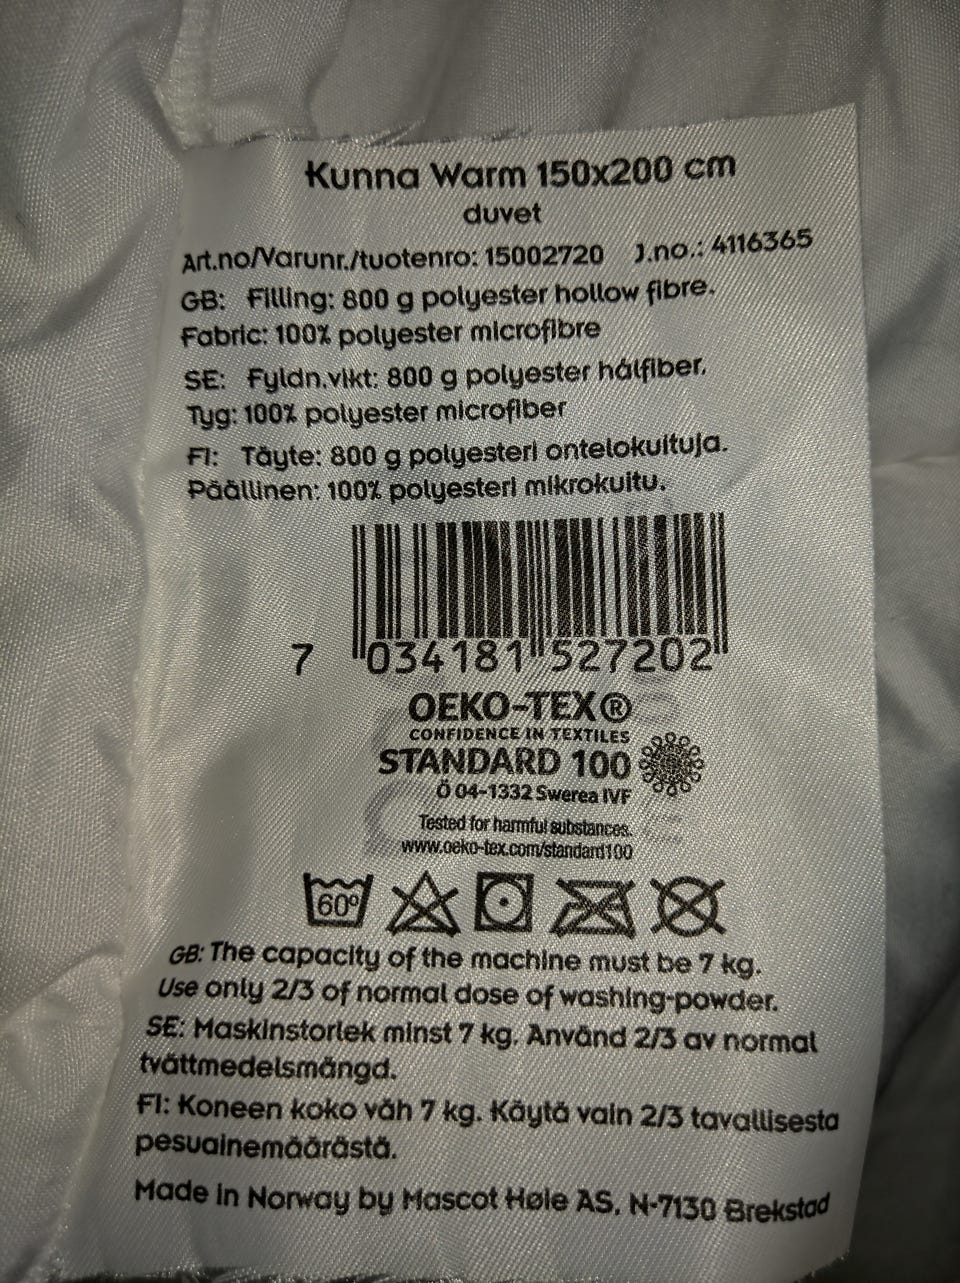 Kunna Warm 150x200 cm
duvet
Art.no/Varunr./tuotenro: 15002720 J.no.: 4116365
GB: Filling: 800 g polyester hollow fibre.
Fabric: 100% polyester microfibre
SE: Fyldn.vikt: 800 g polyester hålfiber.
Tyg: 100% polyester microfiber
FI: Täyte: 800 g polyesteri ontelokuituja.
Päällinen: 100% polyesteri mikrokuitu.
7 034181 527202
OEKO-TEX®
CONFIDENCE IN TEXTILES
STANDARD 100
Ö 04-1332 Swerea IVF
Tested for harmful substances.
www.oeko-tex.com/standard100
60°
GB: The capacity of the machine must be 7 kg.
Use only 2/3 of normal dose of washing-powder.
SE: Maskinstorlek minst 7 kg. Använd 2/3 av normal
tvättmedelsmängd.
FI: Koneen koko väh 7 kg. Käytä vain 2/3 tavallisesta
pesuainemäärästä.
Made in Norway by Mascot Høie AS, N-7130 Brekstad